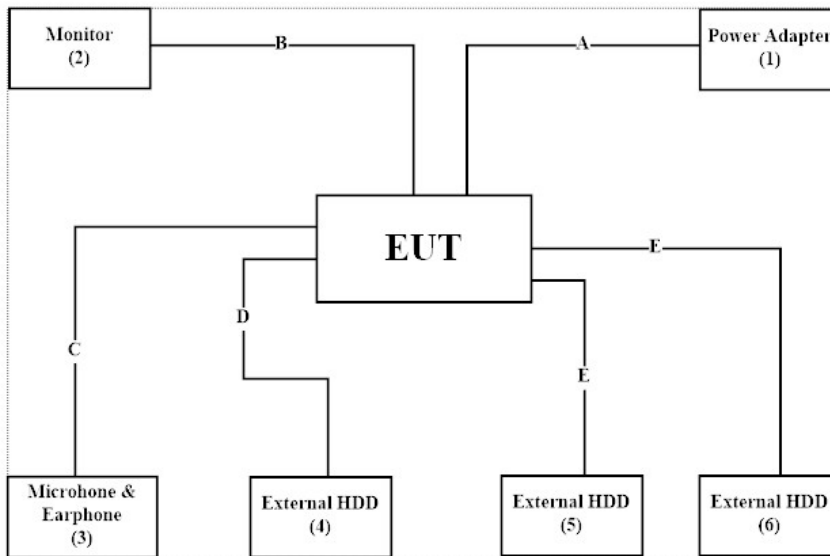 Monitor
(2)
B
A
Power Adapter
(1)
EUT
E
D
C
E
Microhone &
Earphone
(3)
External HDD
(4)
External HDD
(5)
External HDD
(6)